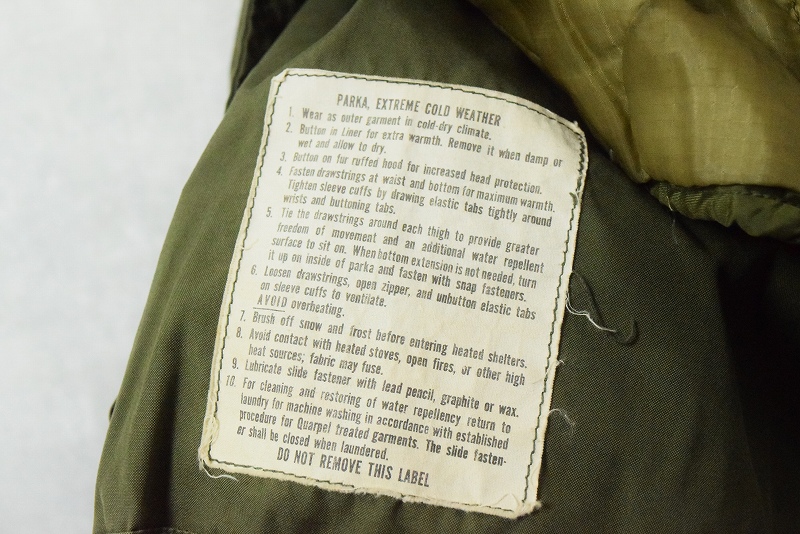 PARKA, EXTREME COLD WEATHER
1. Wear as outer garment in cold-dry climate.
2. Button in Liner for extra warmth. Remove it when damp or
wet and allow to dry.
3. Button on fur ruffed hood for increased head protection.
4. Fasten drawstrings at waist and bottom for maximum warmth.
Tighten sleeve cuffs by drawing elastic tabs tightly around
wrists and buttoning tabs.
5. Tie the drawstrings around each thigh to provide greater
freedom of movement and an additional water repellent
surface to sit on. When bottom extension is not needed, turn
it up on inside of parka and fasten with snap fasteners.
6. Loosen drawstrings, open zipper, and unbutton elastic tabs
on sleeve cuffs to ventilate.
AVOID overheating.
7. Brush off snow and frost before entering heated shelters.
8. Avoid contact with heated stoves, open fires, or other high
heat sources; fabric may fuse.
9. Lubricate slide fastener with lead pencil, graphite or wax.
10. For cleaning and restoring of water repellency return to
laundry for machine washing in accordance with established
procedure for Quarpel treated garments. The slide fasten-
er shall be closed when laundered.
DO NOT REMOVE THIS LABEL